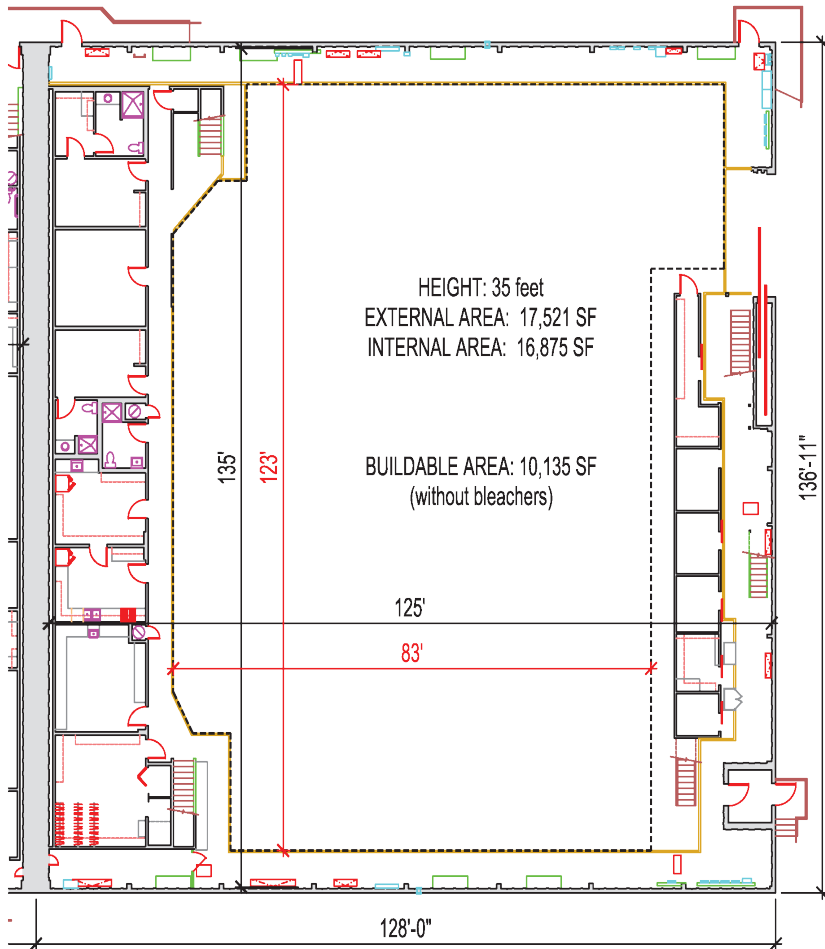 HEIGHT: 35 feet
EXTERNAL AREA: 17,521 SF
INTERNAL AREA: 16,875 SF
135'
123'
BUILDABLE AREA: 10,135 SF
(without bleachers)
136'-11"
125'
83'
128'-0"